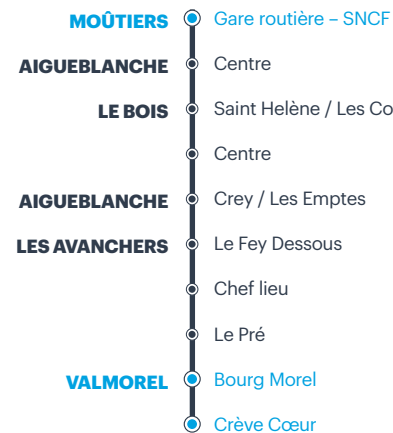 MOÛTIERS Gare routière – SNCF
AIGUEBLANCHE Centre
LE BOIS Saint Helène / Les Co
Centre
AIGUEBLANCHE Crey / Les Emptes
LES AVANCHERS Le Fey Dessous
Chef lieu
Le Pré
VALMOREL Bourg Morel
Crève Cœur